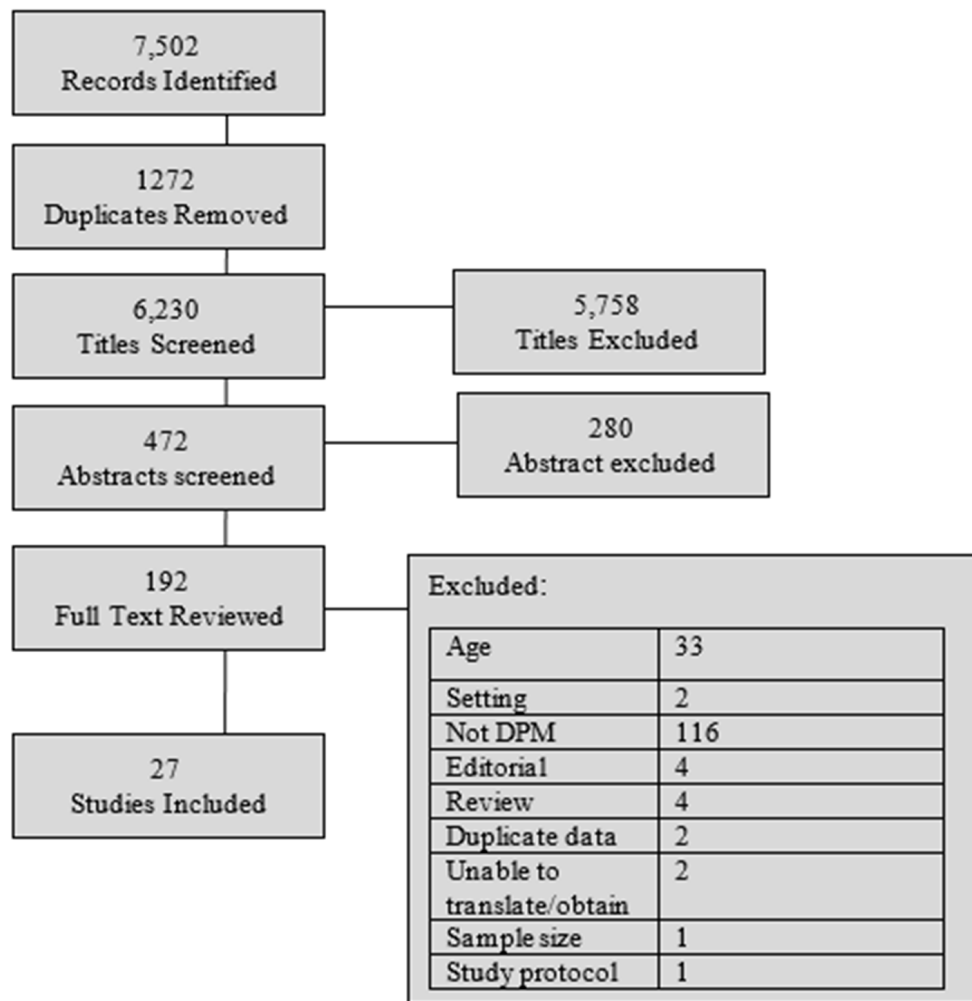 7,502
Records Identified
1272
Duplicates Removed
6,230
Titles Screened
5,758
Titles Excluded
472
Abstracts screened
280
Abstract excluded
192
Full Text Reviewed
Excluded:
Age 33
Setting 2
Not DPM 116
Editorial 4
Review 4
Duplicate data 2
Unable to 2
translate/obtain
Sample size 1
Study protocol 1
27
Studies Included